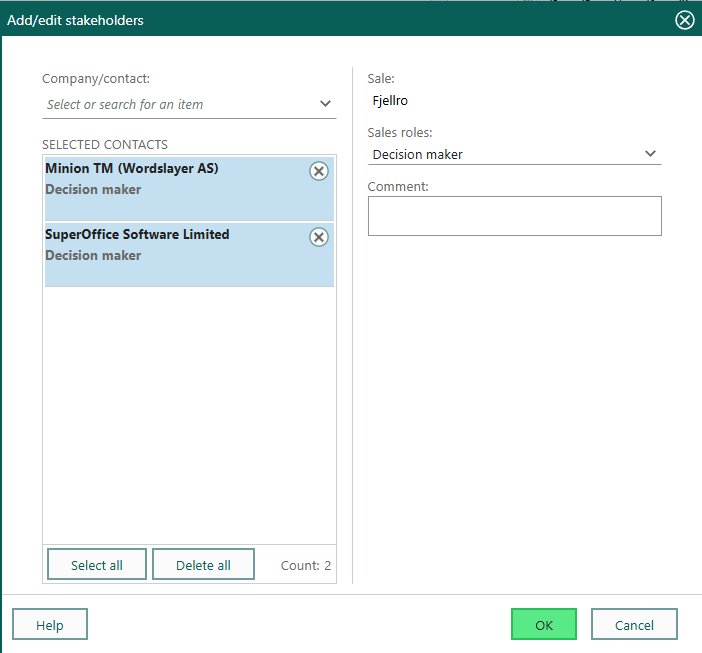 Add/edit stakeholders
Company/contact:
Select or search for an item
SELECTED CONTACTS
Minion TM (Wordslayer AS)
Decision maker
SuperOffice Software Limited
Decision maker
Select all
Delete all
Count: 2
Sale:
Fjellro
Sales roles:
Decision maker
Comment:
Help
OK
Cancel